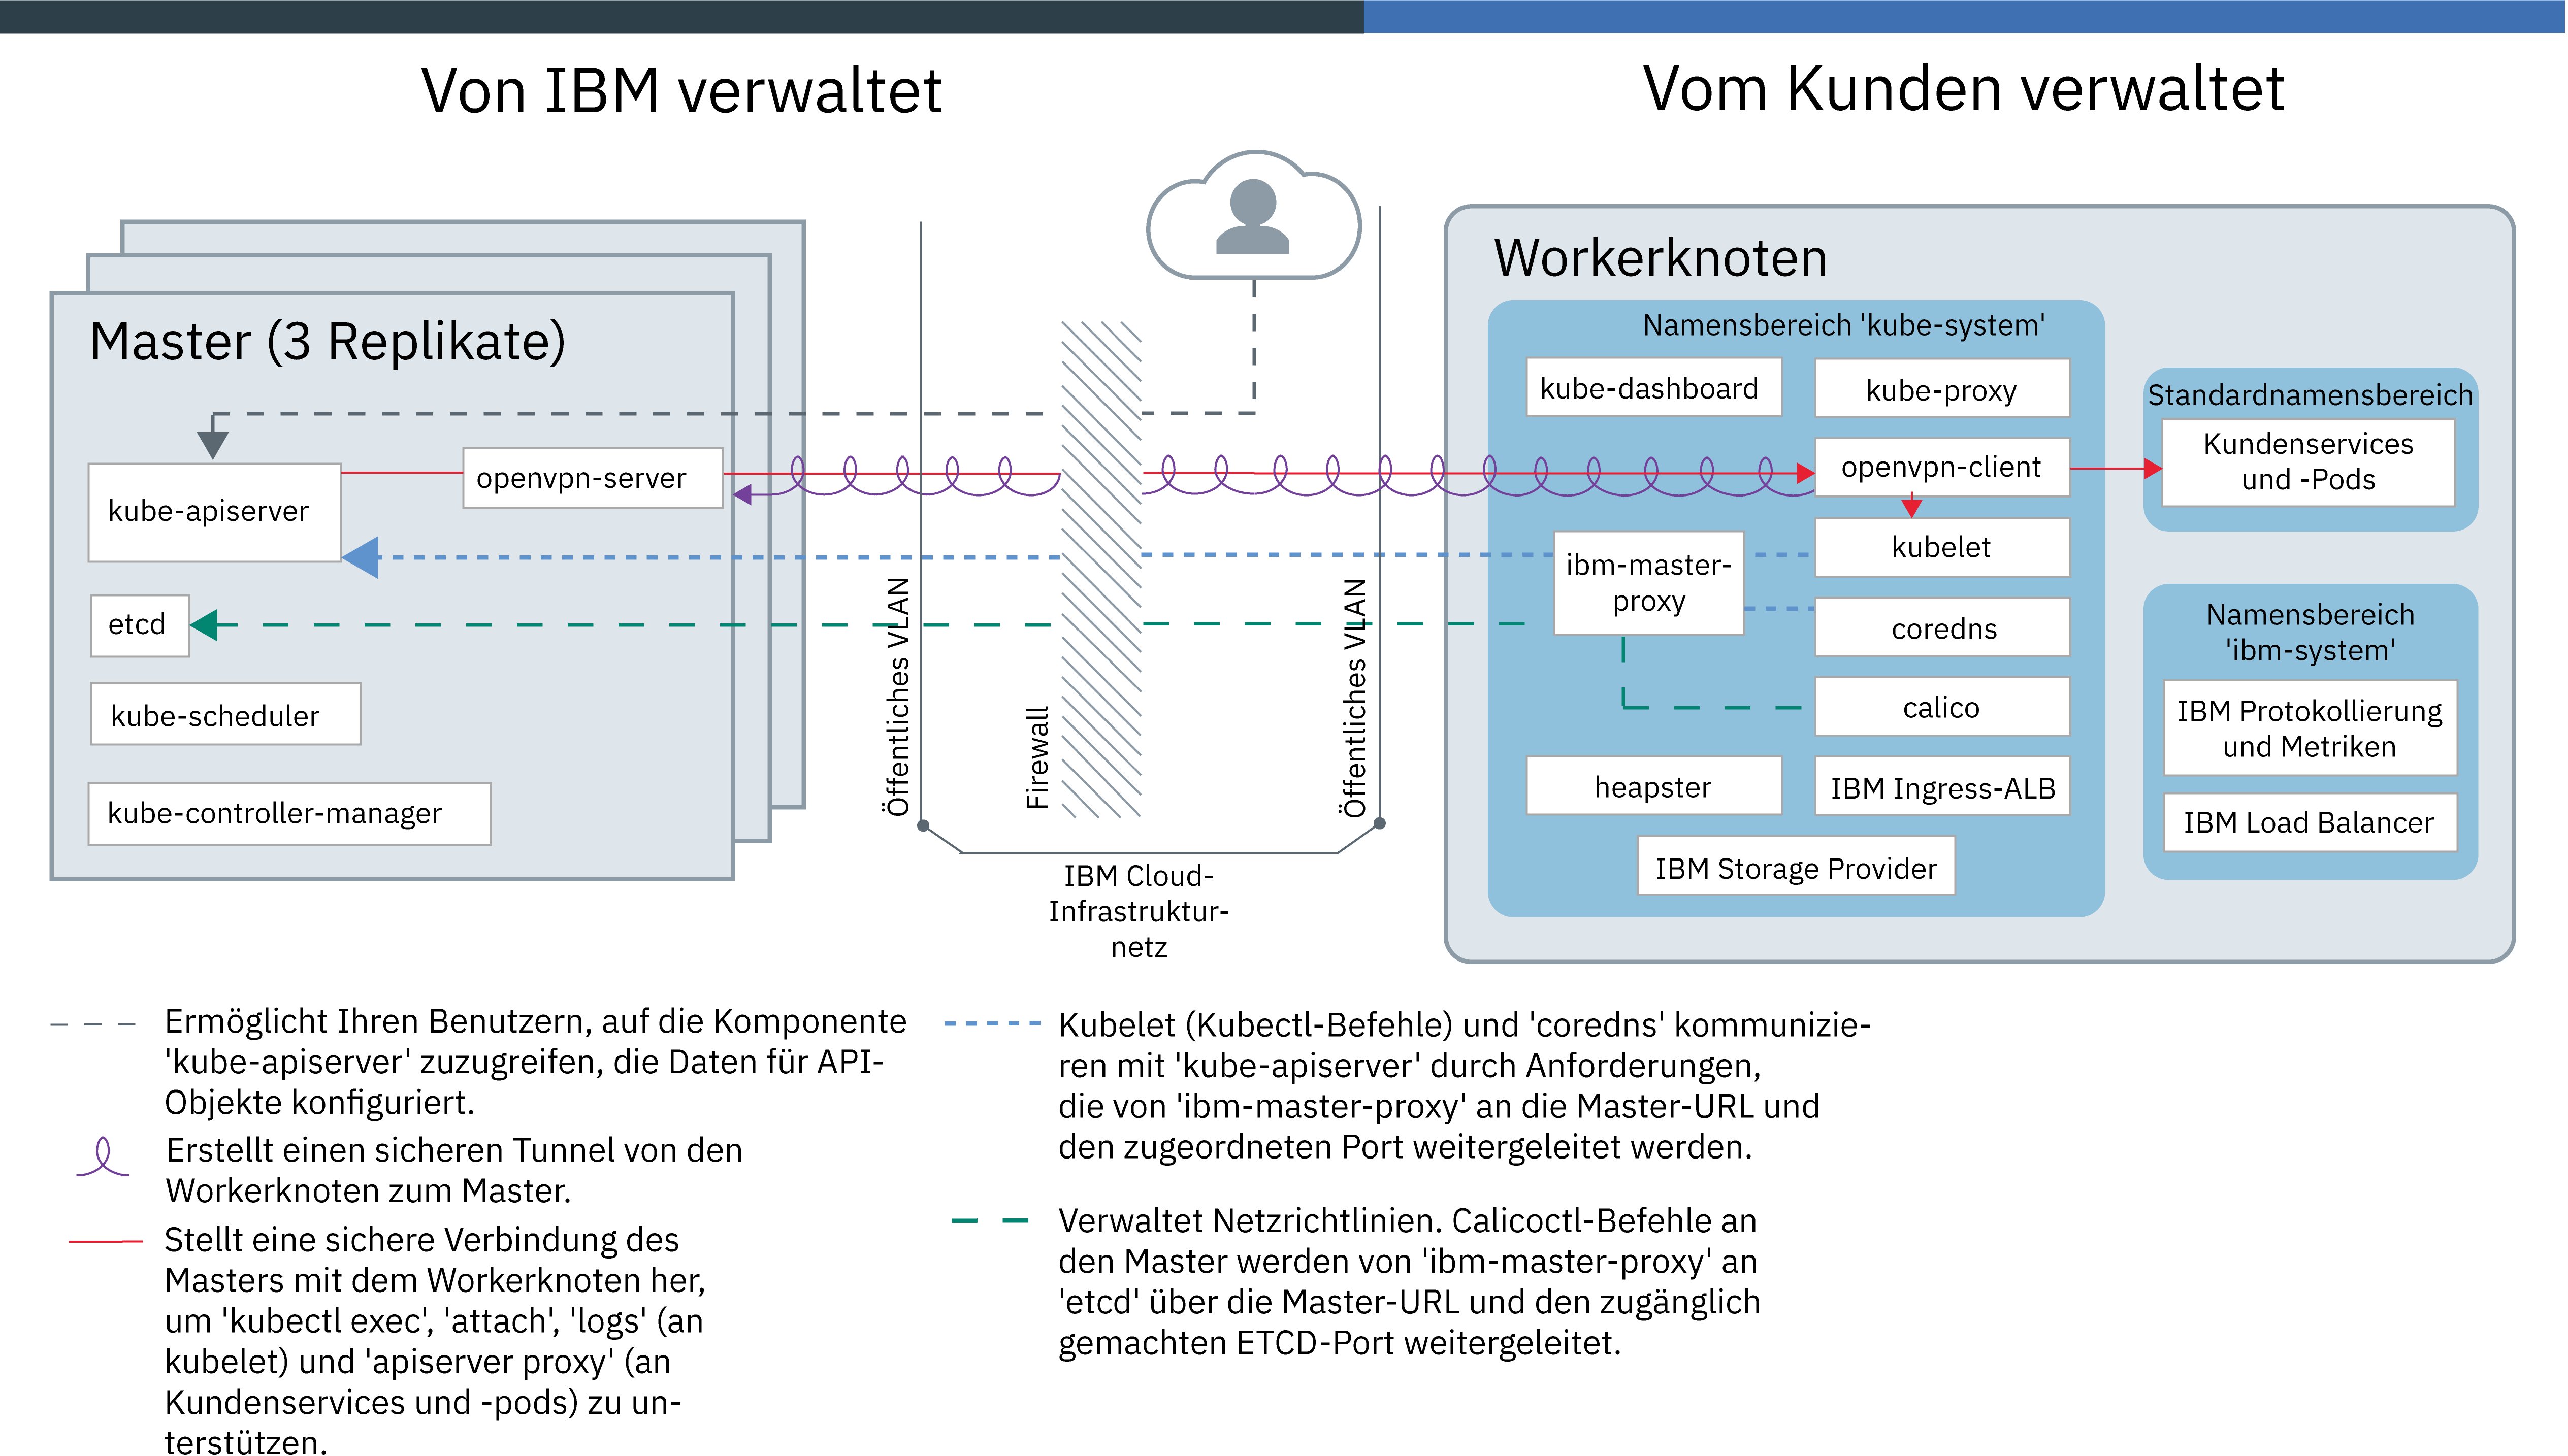 Von IBM verwaltet
Vom Kunden verwaltet
Master (3 Replikate)
kube-apiserver
openvpn-server
etcd
kube-scheduler
kube-controller-manager
Öffentliches VLAN
Firewall
Öffentliches VLAN
IBM Cloud-
Infrastruktur-
netz
Workerknoten
Namensbereich 'kube-system'
kube-dashboard
kube-proxy
openvpn-client
kubelet
ibm-master-
proxy
coredns
calico
heapster
IBM Ingress-ALB
IBM Storage Provider
Standardnamensbereich
Kundenservices
und -Pods
Namensbereich
'ibm-system'
IBM Protokollierung
und Metriken
IBM Load Balancer
Ermöglicht Ihren Benutzern, auf die Komponente
'kube-apiserver' zuzugreifen, die Daten für API-
Objekte konfiguriert.
Erstellt einen sicheren Tunnel von den
Workerknoten zum Master.
Stellt eine sichere Verbindung des
Masters mit dem Workerknoten her,
um 'kubectl exec', 'attach', 'logs' (an
kubelet) und 'apiserver proxy' (an
Kundenservices und -pods) zu un-
terstützen.
Kubelet (Kubectl-Befehle) und 'coredns' kommunizie-
ren mit 'kube-apiserver' durch Anforderungen,
die von 'ibm-master-proxy' an die Master-URL und
den zugeordneten Port weitergeleitet werden.
Verwaltet Netzrichtlinien. Calicoctl-Befehle an
den Master werden von 'ibm-master-proxy' an
'etcd' über die Master-URL und den zugänglich
gemachten ETCD-Port weitergeleitet.